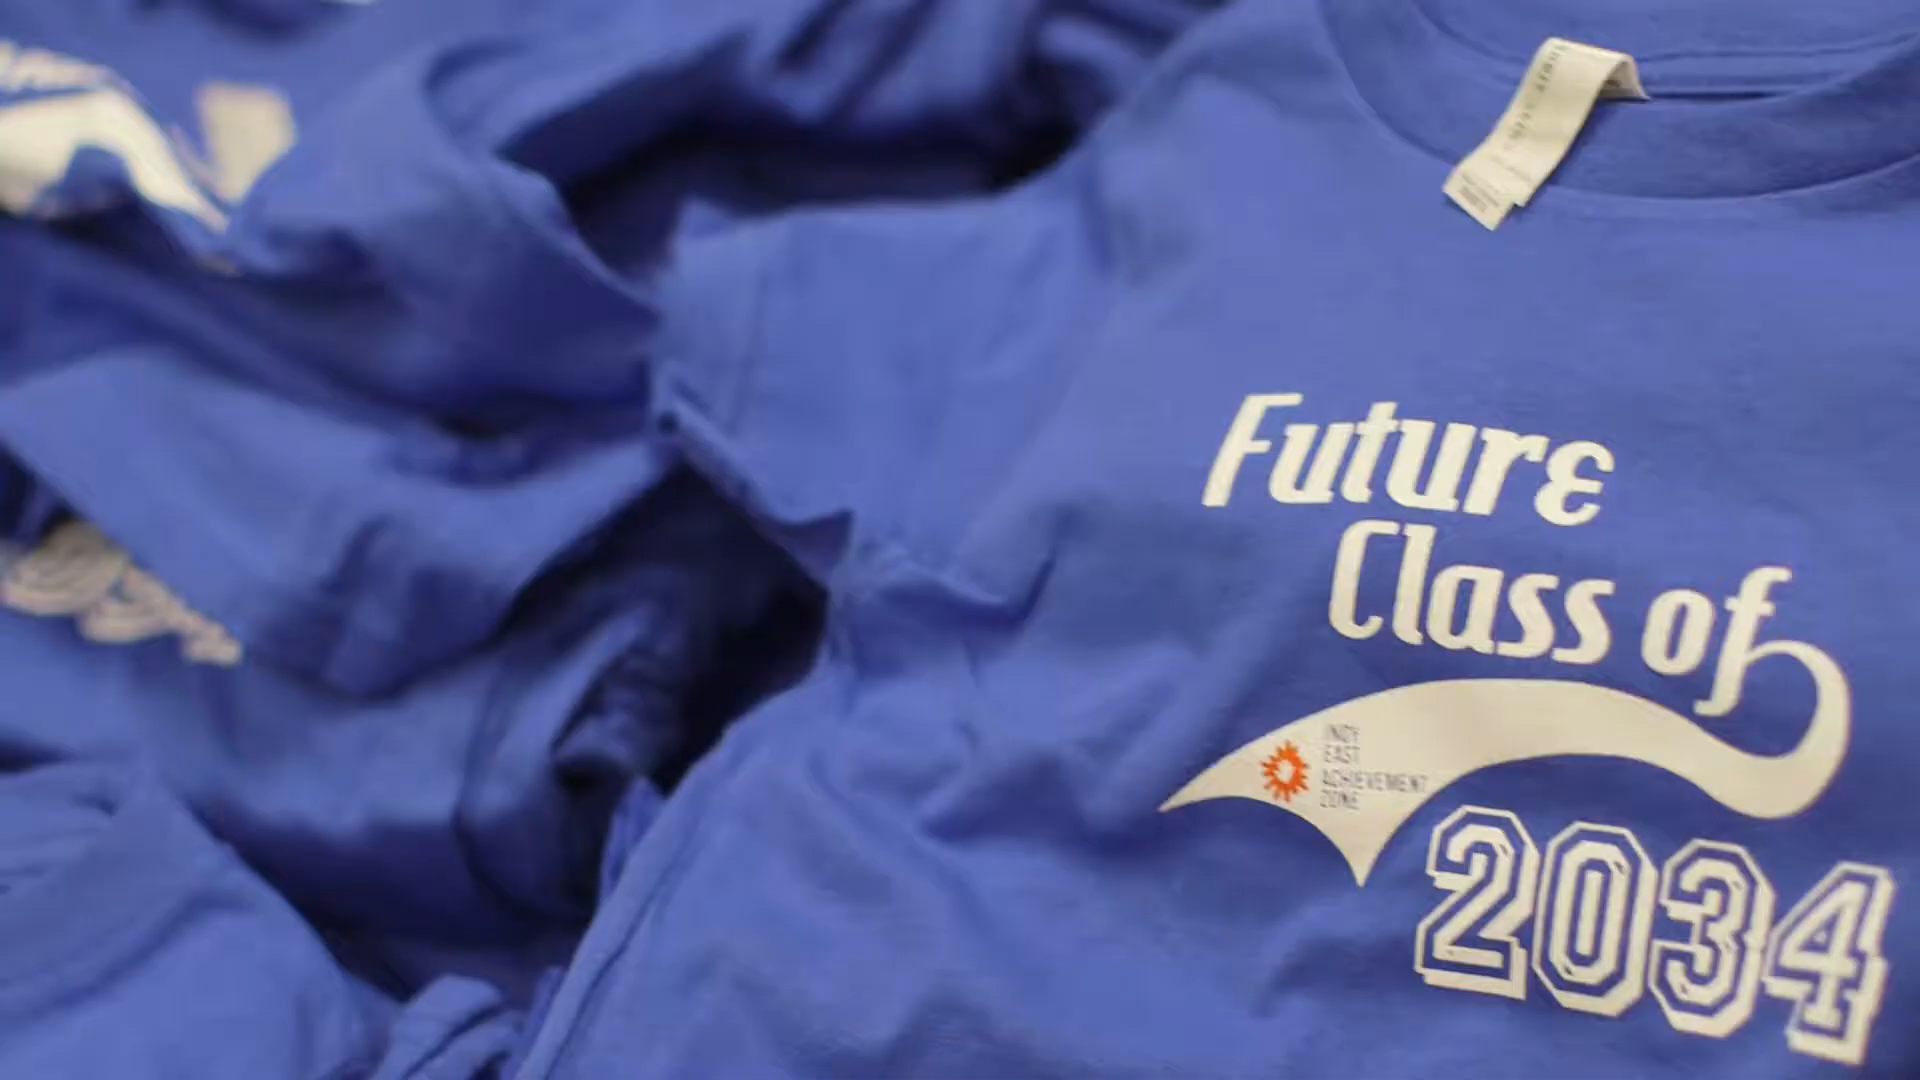 Future
Class of
INDY
EAST
ACHIEVEMENT
ZONE
2034